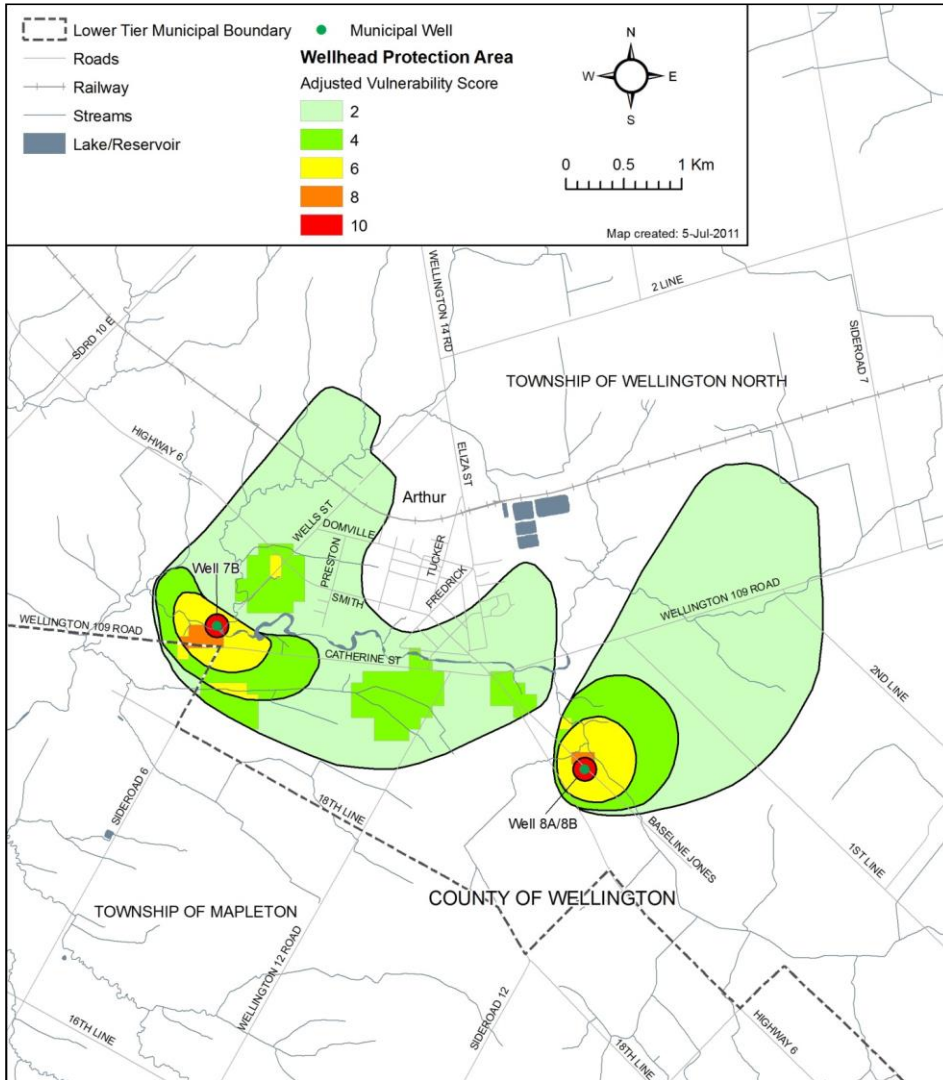 Lower Tier Municipal Boundary
Roads
Railway
Streams
Lake/Reservoir
Municipal Well
Wellhead Protection Area
Adjusted Vulnerability Score
2
4
6
8
10
N
W E
S
0 0.5 1 Km
Map created: 5-Jul-2011
WELLINGTON 14 RD
2 LINE
SDRD 10 E
SIDEROAD 7
TOWNSHIP OF WELLINGTON NORTH
HIGHWAY 6
ELIZA ST
Arthur
WELLS ST
DOMVILLE
TUCKER
PRESTON
FREDRICK
Well 7B
SMITH
WELLINGTON 109 ROAD
WELLINGTON 109 ROAD
CATHERINE ST
2ND LINE
SIDEROAD 6
18TH LINE
Well 8A/8B
BASELINE JONES
1ST LINE
COUNTY OF WELLINGTON
TOWNSHIP OF MAPLETON
WELLINGTON 12 ROAD
SIDEROAD 12
16TH LINE
18TH LINE
HIGHWAY 6